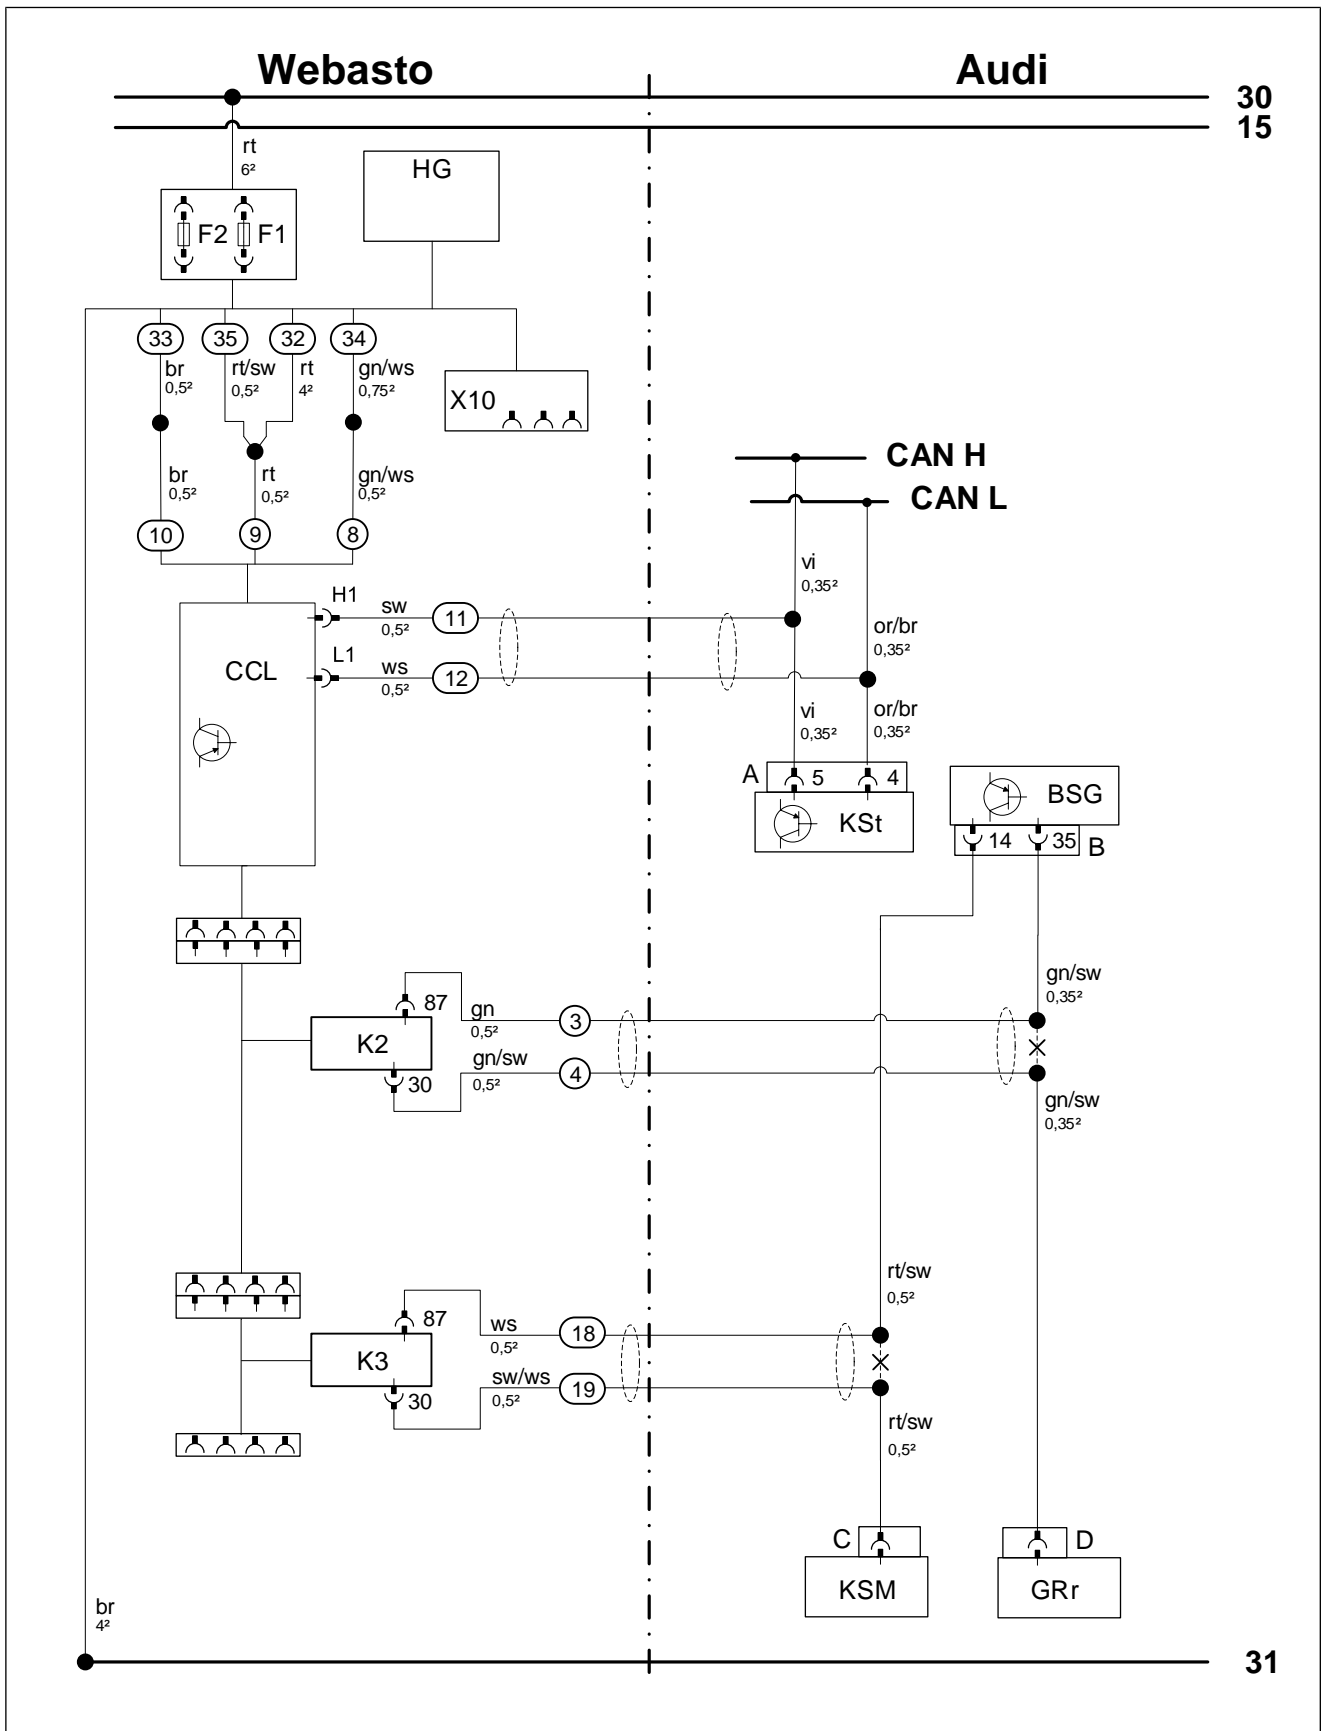 Webasto
Audi
30
15
rt
6²
HG
F2
F1
33
35
32
34
br
0,5²
rt/sw
0,5²
rt
4²
gn/ws
0,75²
X10
br
0,5²
rt
0,5²
gn/ws
0,5²
10
9
8
CAN H
CAN L
vi
0,35²
H1
sw
0,5²
11
or/br
0,35²
L1
ws
0,5²
12
CCL
vi
0,35²
or/br
0,35²
A
5
4
KSt
BSG
14
35
B
87
gn
0,5²
3
gn/sw
0,35²
K2
gn/sw
0,5²
4
30
gn/sw
0,35²
rt/sw
0,5²
87
ws
0,5²
18
K3
sw/ws
0,5²
19
30
rt/sw
0,5²
C
D
KSM
GRr
br
4²
31